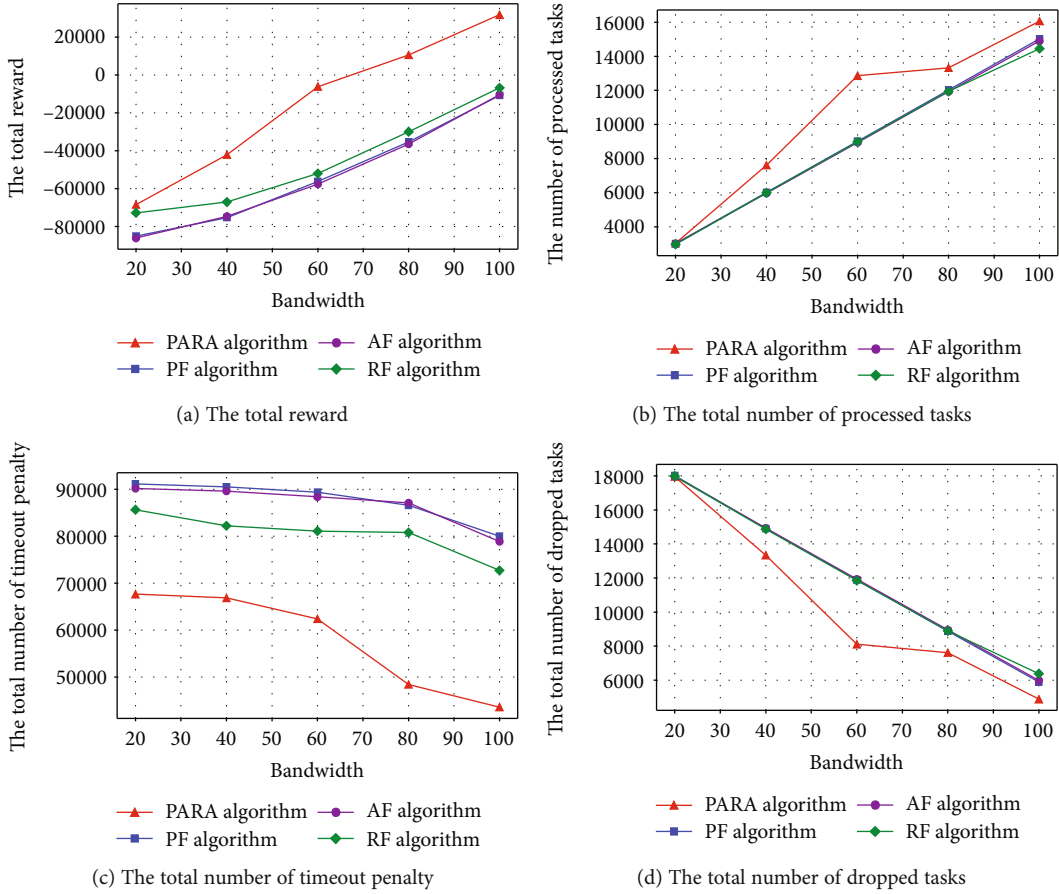 The total reward
20000
0
−20000
−40000
−60000
−80000
20 30 40 50 60 70 80 90 100
Bandwidth
PARA algorithm AF algorithm
PF algorithm RF algorithm
(a) The total reward
The number of processed tasks
16000
14000
12000
10000
8000
6000
4000
20 30 40 50 60 70 80 90 100
Bandwidth
PARA algorithm AF algorithm
PF algorithm RF algorithm
(b) The total number of processed tasks
The total number of timeout penalty
90000
80000
70000
60000
50000
20 30 40 50 60 70 80 90 100
Bandwidth
PARA algorithm AF algorithm
PF algorithm RF algorithm
(c) The total number of timeout penalty
The total number of dropped tasks
18000
16000
14000
12000
10000
8000
6000
20 30 40 50 60 70 80 90 100
Bandwidth
PARA algorithm AF algorithm
PF algorithm RF algorithm
(d) The total number of dropped tasks